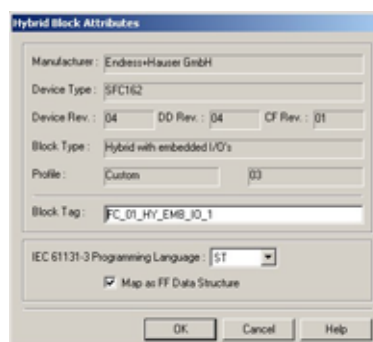 Hybrid Block Attributes
Manufacturer : Endress+Hauser GmbH
Device Type : SFC162
Device Rev. : 04 DD Rev. : 04 CF Rev. : 01
Block Type : Hybrid with embedded I/O's
Profile : Custom 03
Block Tag : FC_01_HY_EMB_IO_1
IEC 61131-3 Programming Language : ST
Map as FF Data Structure
OK Cancel Help